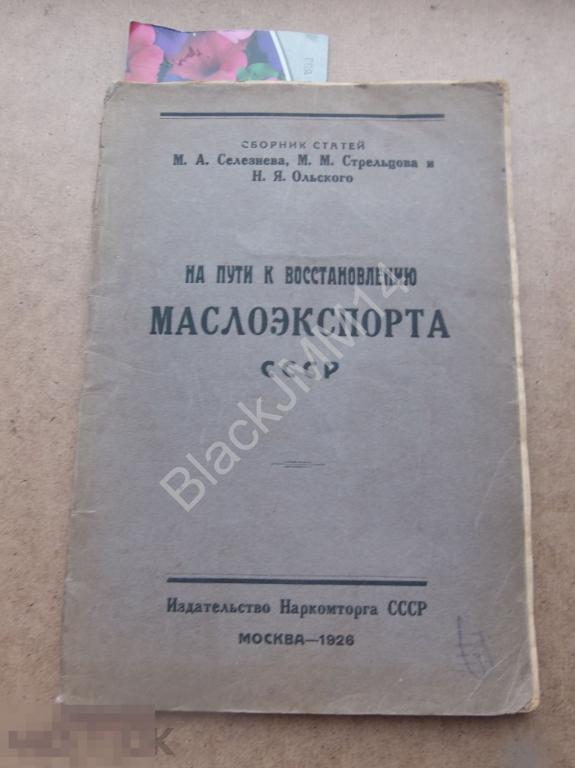 СБОРНИК СТАТЕЙ
М. А. Селезнева, М. М. Стрельцова и
Н. Я. Ольского
НА ПУТИ К ВОССТАНОВЛЕНИЮ
МАСЛОЭКСПОРТА
СССР
BlackJMM14
Издательство Наркомторга СССР
МОСКВА—1926